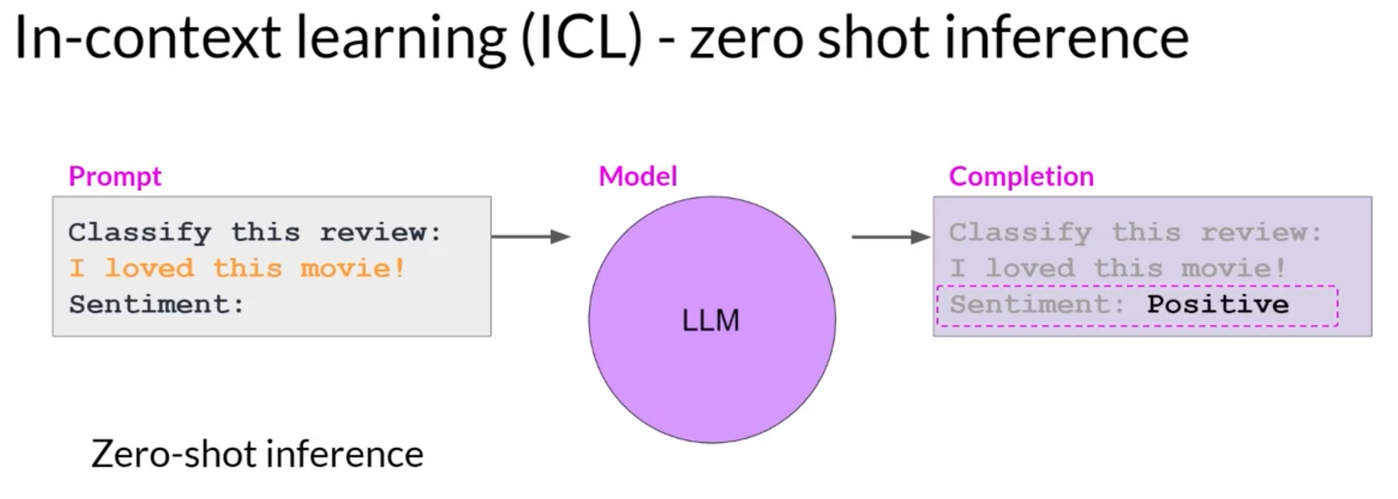 In-context learning (ICL) - zero shot inference
Prompt
Classify this review:
I loved this movie!
Sentiment:
Model
LLM
Completion
Classify this review:
I loved this movie!
Sentiment: Positive
Zero-shot inference